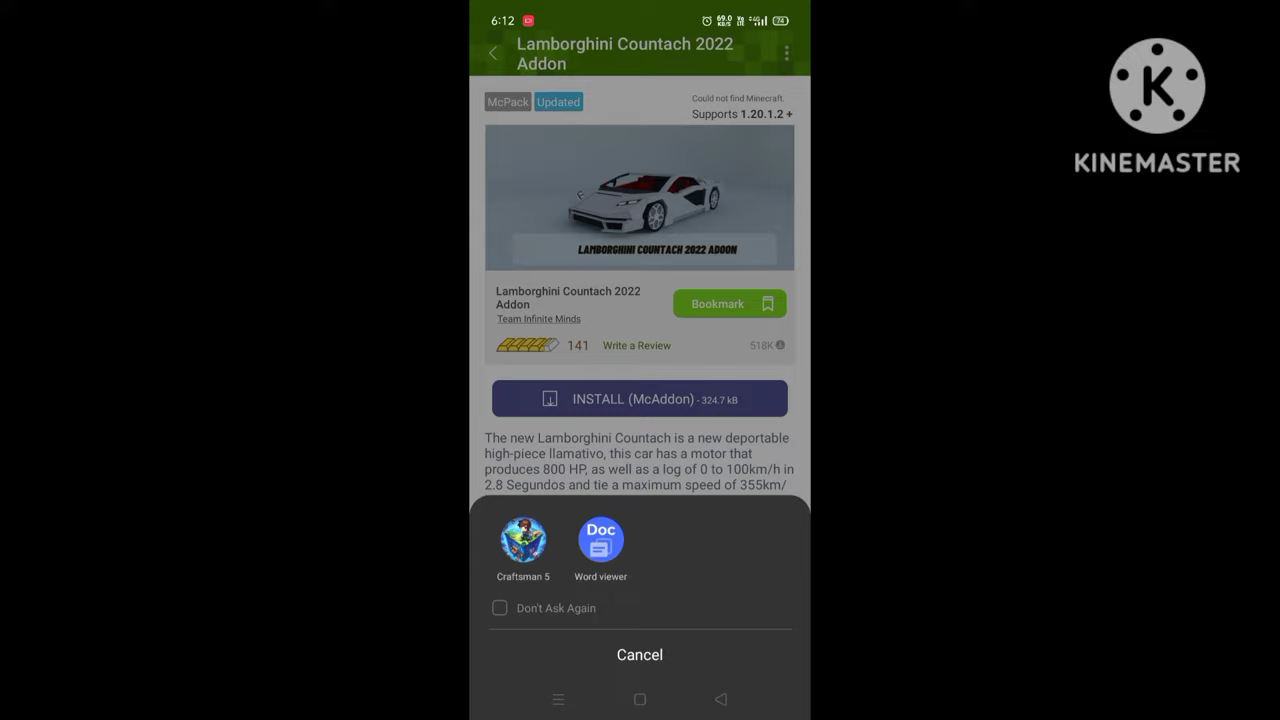 6:12
69.0
KB/S
74
Lamborghini Countach 2022
Addon
McPack
Updated
Could not find Minecraft.
Supports 1.20.1.2 +
LAMBORGHINI COUNTACH 2022 ADDON
Lamborghini Countach 2022
Addon
Bookmark
Team Infinite Minds
141
Write a Review
518K
INSTALL (McAddon) - 324.7 kB
The new Lamborghini Countach is a new deportable
high-piece llamativo, this car has a motor that
produces 800 HP, as well as a log of 0 to 100km/h in
2.8 Segundos and tie a maximum speed of 355km/
Doc
Craftsman 5
Word viewer
Don't Ask Again
Cancel
K
KINEMASTER